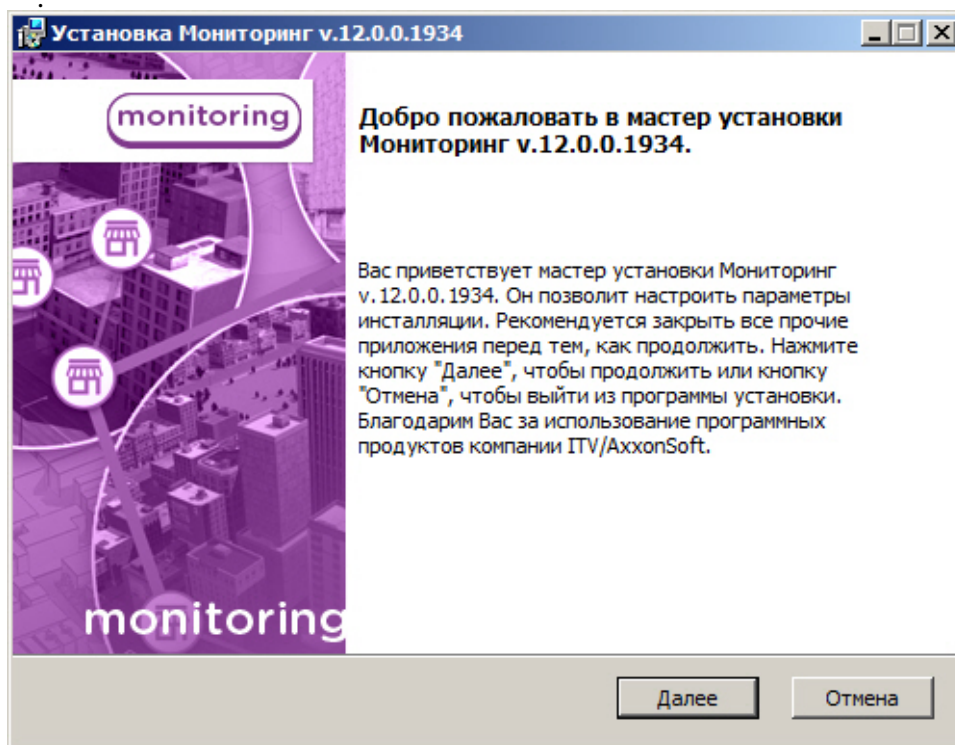 Установка Мониторинг v.12.0.0.1934
monitoring
Добро пожаловать в мастер установки
Мониторинг v.12.0.0.1934.
Вас приветствует мастер установки Мониторинг
v.12.0.0.1934. Он позволит настроить параметры
инсталляции. Рекомендуется закрыть все прочие
приложения перед тем, как продолжить. Нажмите
кнопку "Далее", чтобы продолжить или кнопку
"Отмена", чтобы выйти из программы установки.
Благодарим Вас за использование программных
продуктов компании ITV/AxxonSoft.
monitoring
Далее
Отмена